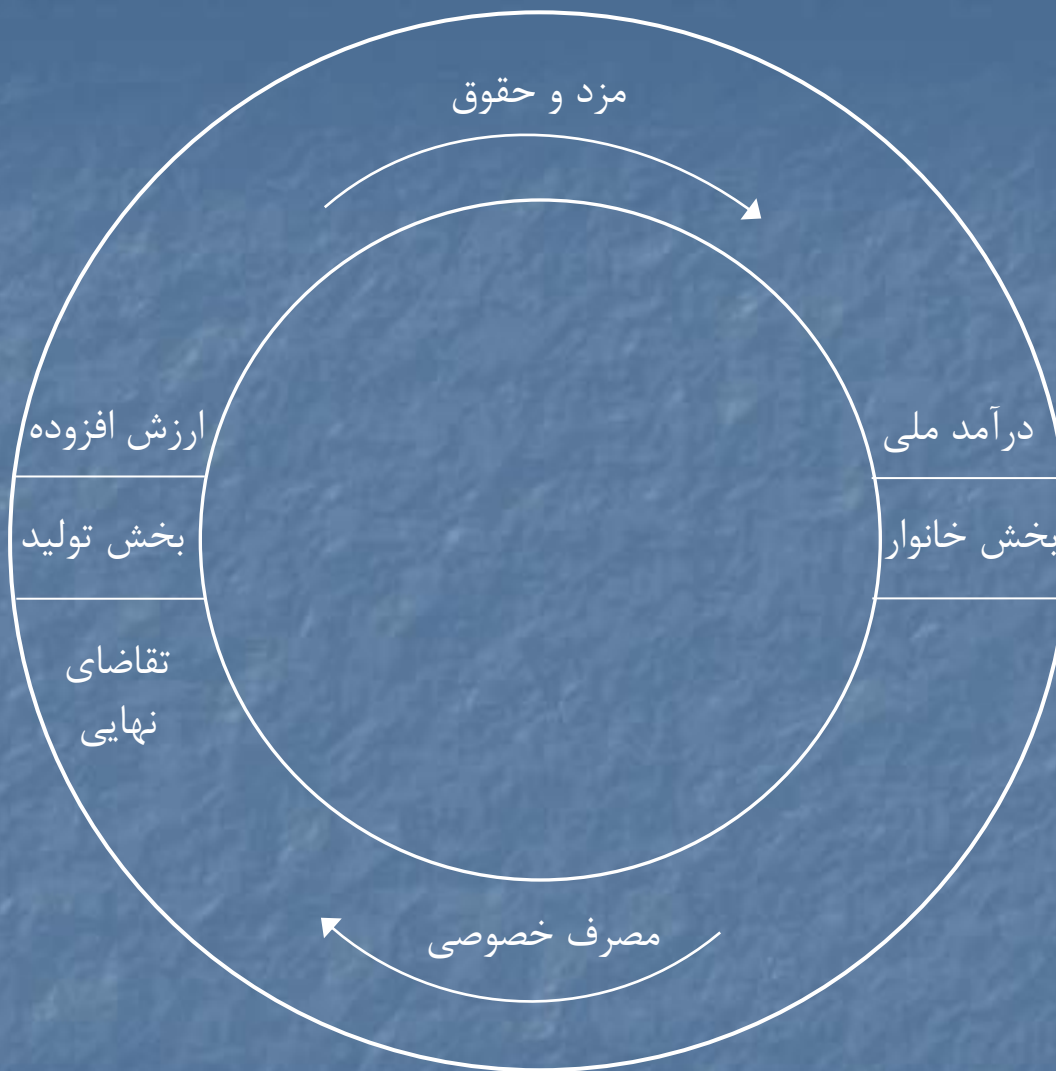 مزد و حقوق
درآمد ملی
ارزش افزوده
بخش خانوار
بخش تولید
تقاضای
نهایی
مصرف خصوصی